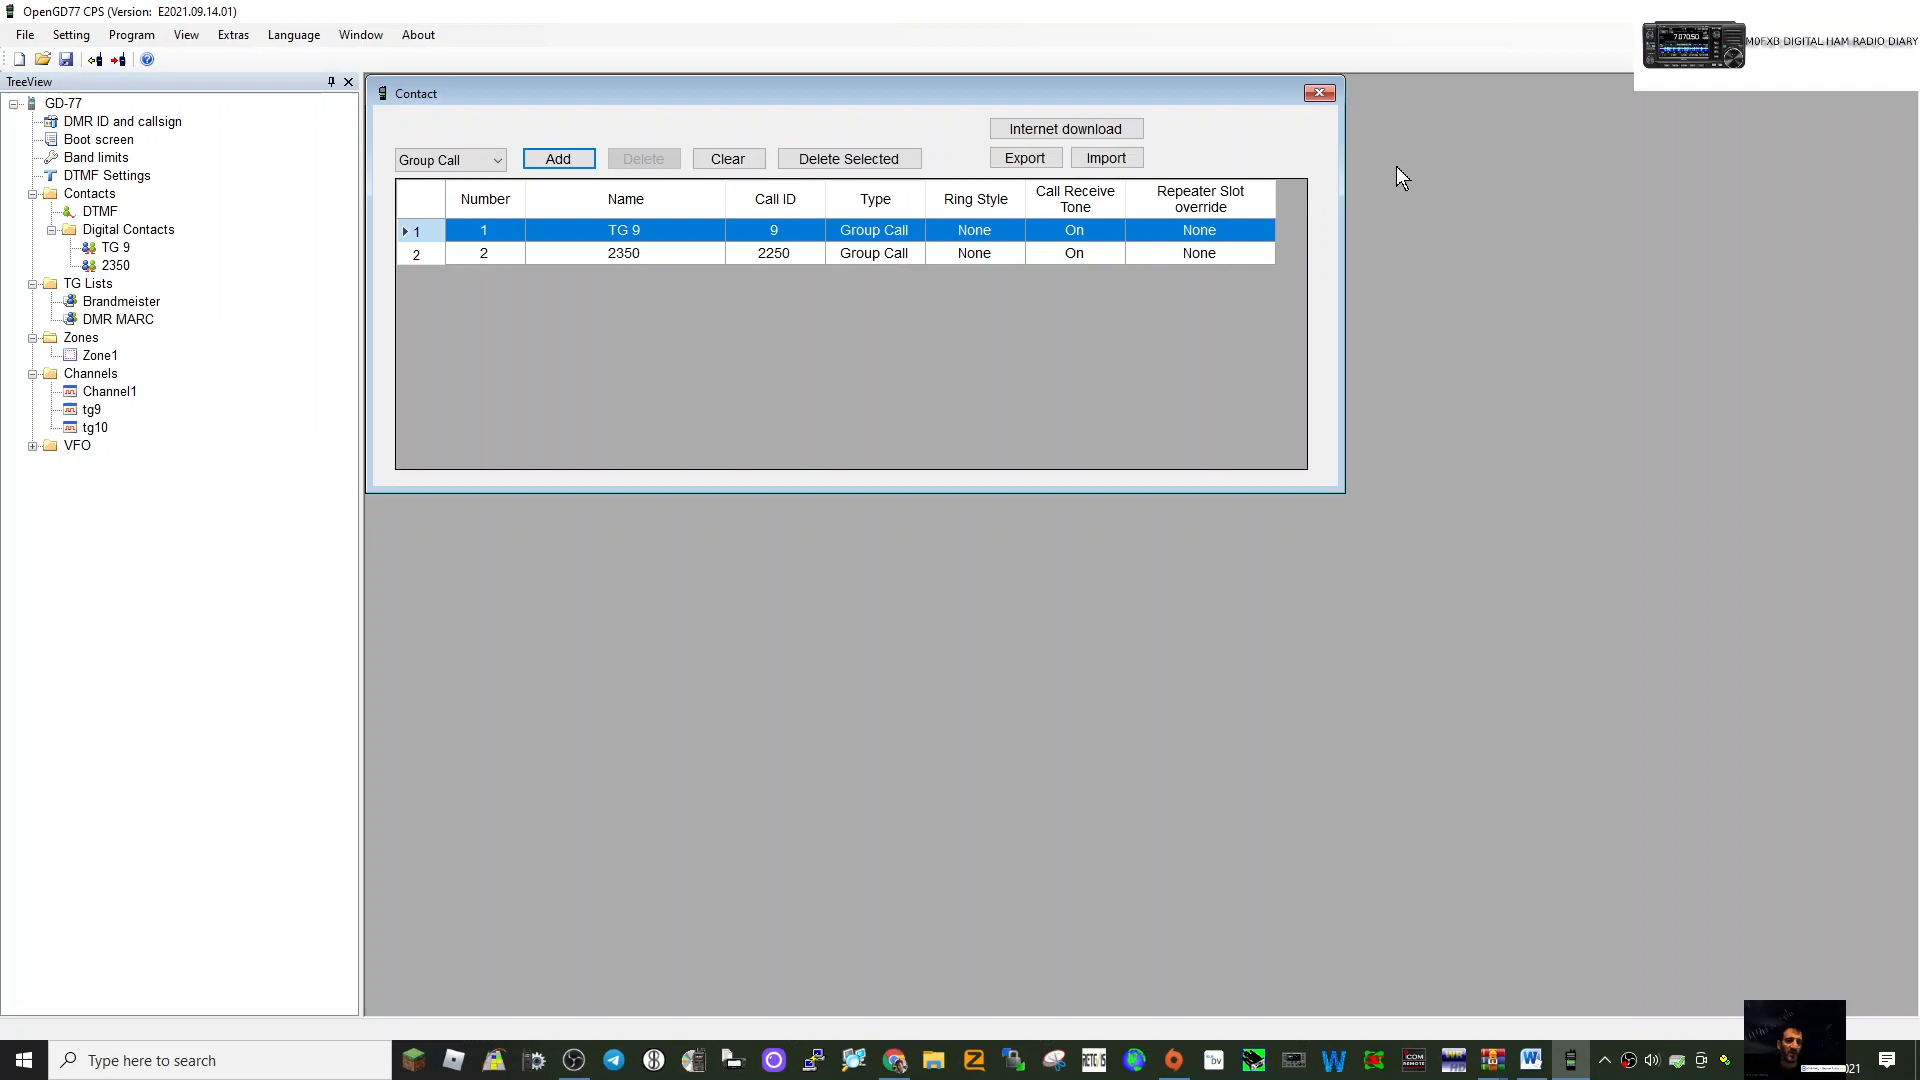 OpenGD77 CPS (Version: E2021.09.14.01)
File Setting Program View Extras Language Window About
7.070.50
M0FXB DIGITAL HAM RADIO DIARY
TreeView
GD-77
DMR ID and callsign
Boot screen
Band limits
DTMF Settings
Contacts
DTMF
Digital Contacts
TG 9
2350
TG Lists
Brandmeister
DMR MARC
Zones
Zone1
Channels
Channel1
tg9
tg10
VFO
Contact
Internet download
Group Call Add Delete Clear Delete Selected Export Import
Number Name Call ID Type Ring Style Call Receive Tone Repeater Slot override
1 1 TG 9 9 Group Call None On None
2 2 2350 2250 Group Call None On None
Type here to search
021